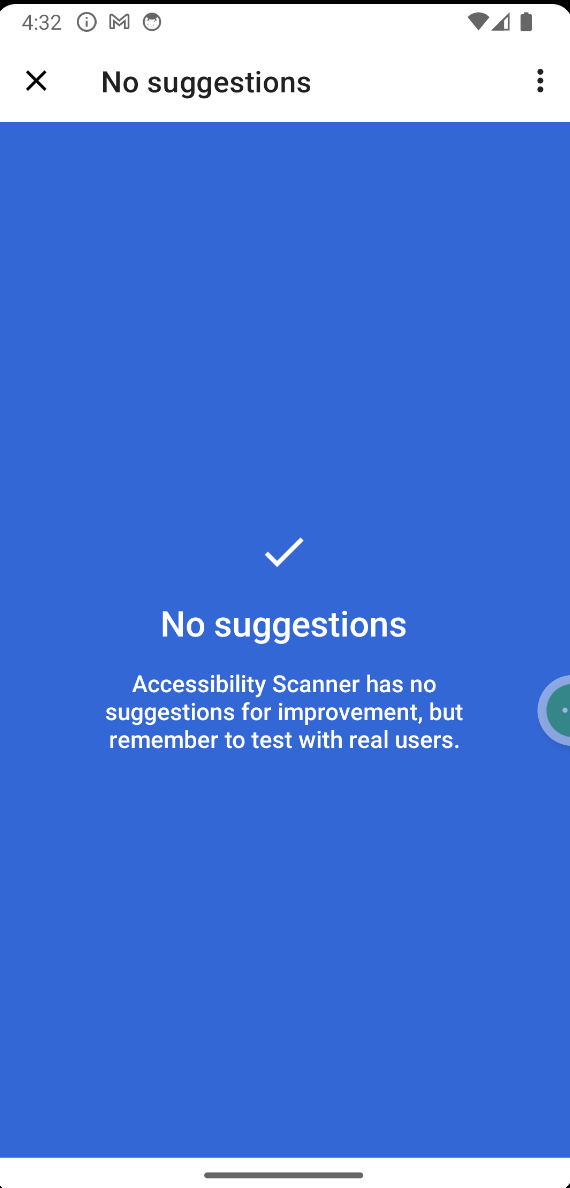 4:32
No suggestions
No suggestions
Accessibility Scanner has no
suggestions for improvement, but
remember to test with real users.